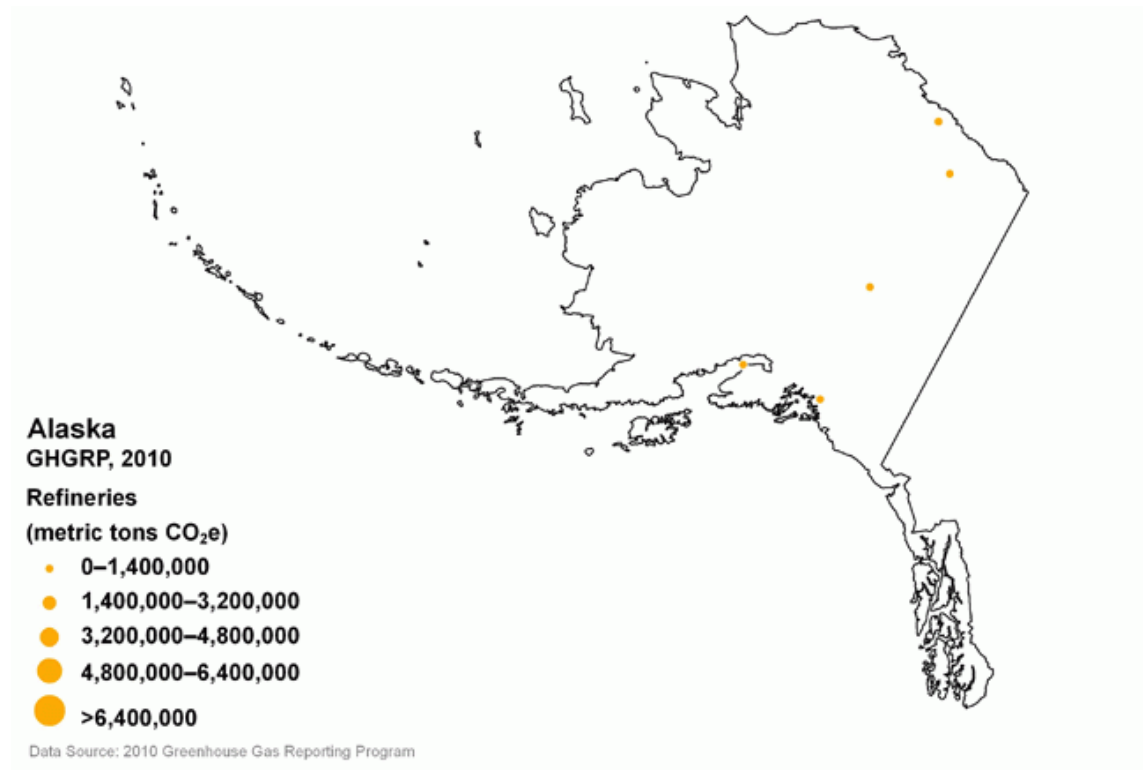 Alaska
GHGRP, 2010
Refineries
(metric tons CO₂e)
0–1,400,000
1,400,000–3,200,000
3,200,000–4,800,000
4,800,000–6,400,000
>6,400,000
Data Source: 2010 Greenhouse Gas Reporting Program